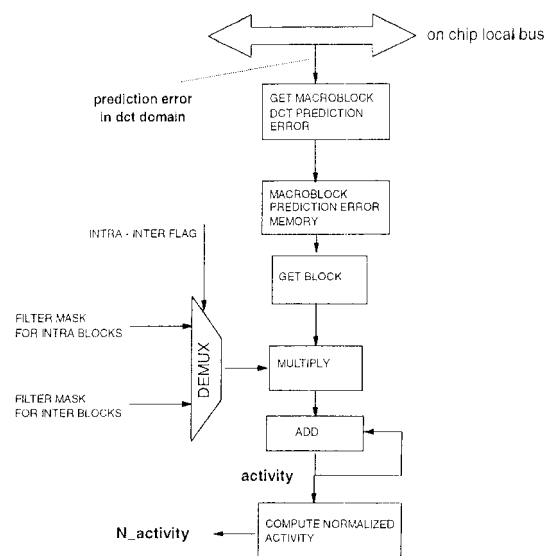 on chip local bus
prediction error
in dct domain
GET MACROBLOCK
DCT PREDICTION
ERROR
MACROBLOCK
PREDICTION ERROR
MEMORY
INTRA - INTER FLAG
GET BLOCK
FILTER MASK
FOR INTRA BLOCKS
DEMUX
MULTIPLY
FILTER MASK
FOR INTER BLOCKS
ADD
activity
N_activity
COMPUTE NORMALIZED
ACTIVITY